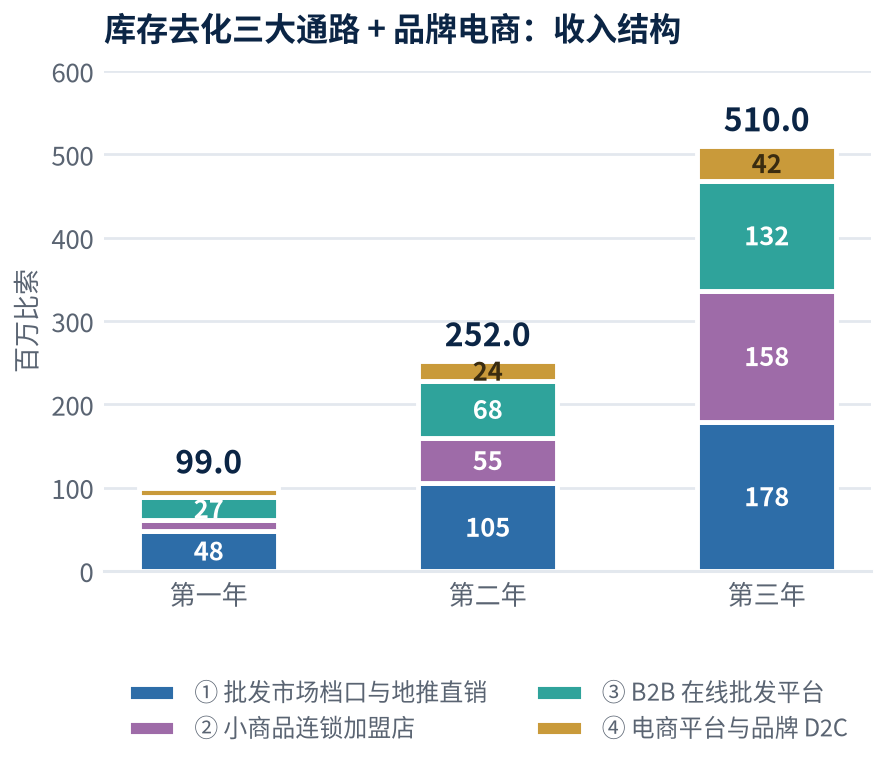 库存去化三大通路 + 品牌电商：收入结构
百万比索
600
500
400
300
200
100
0
99.0
27
48
252.0
24
68
55
105
510.0
42
132
158
178
第一年
第二年
第三年
① 批发市场档口与地推直销
② 小商品连锁加盟店
③ B2B 在线批发平台
④ 电商平台与品牌 D2C